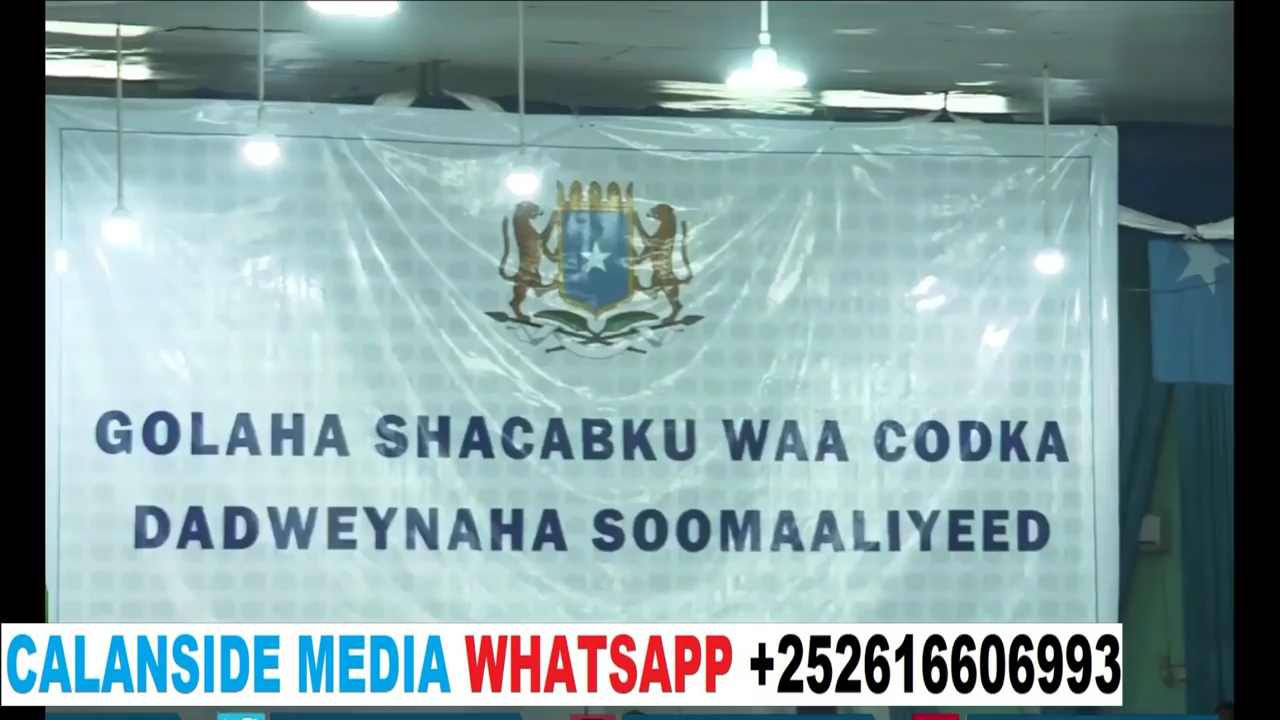 GOLAHA SHACABKU WAA CODKA
DADWEYNAHA SOOMAALIYEED
CALANSIDE MEDIA WHATSAPP +252616606993